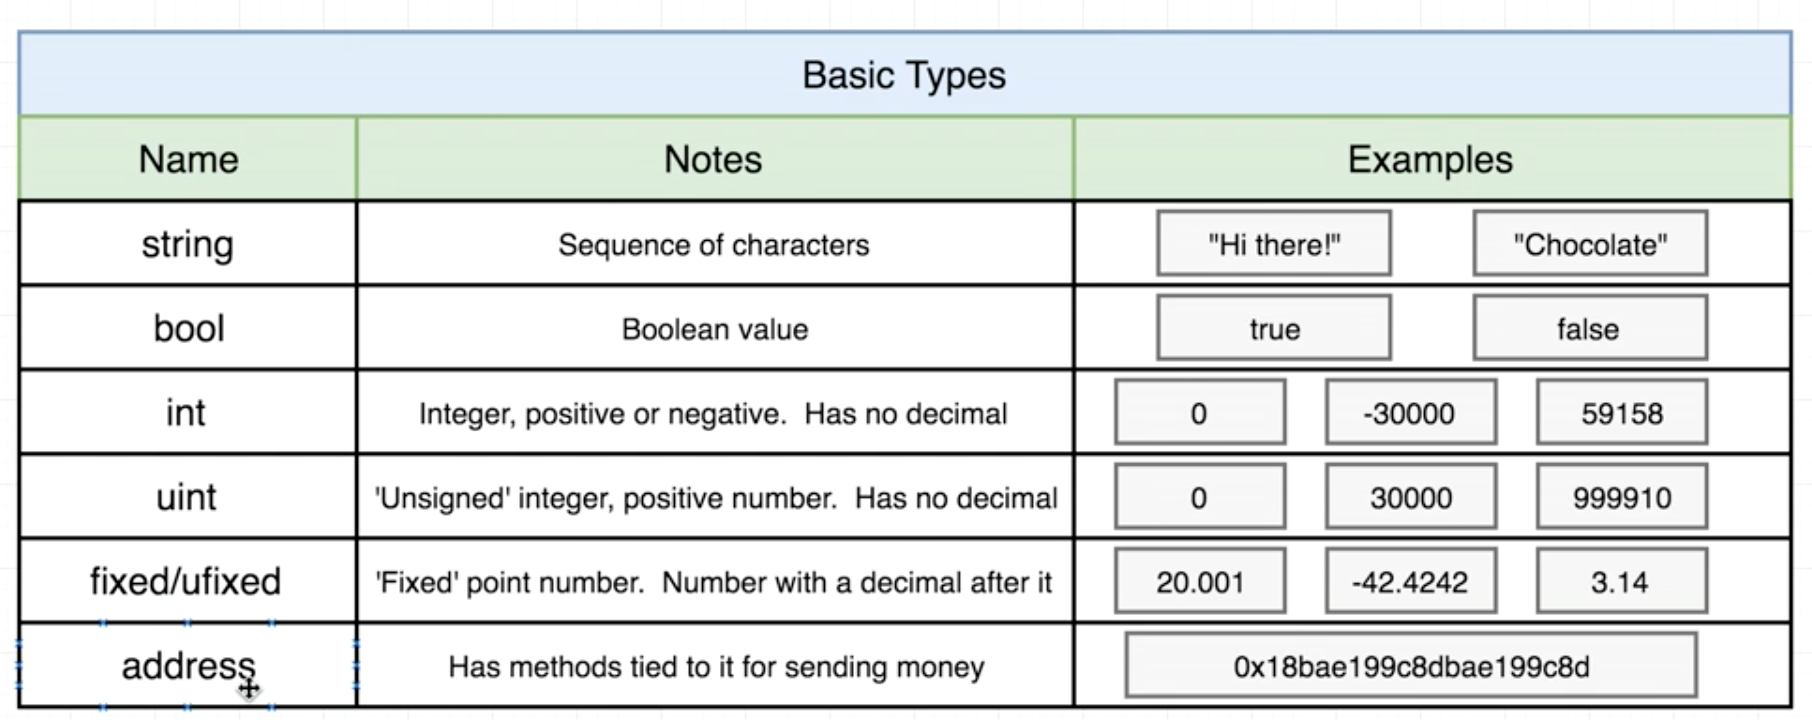 Basic Types
Name Notes Examples
string Sequence of characters "Hi there!" "Chocolate"
bool Boolean value true false
int Integer, positive or negative. Has no decimal 0 -30000 59158
uint 'Unsigned' integer, positive number. Has no decimal 0 30000 999910
fixed/ufixed 'Fixed' point number. Number with a decimal after it 20.001 -42.4242 3.14
address Has methods tied to it for sending money 0x18bae199c8dbae199c8d